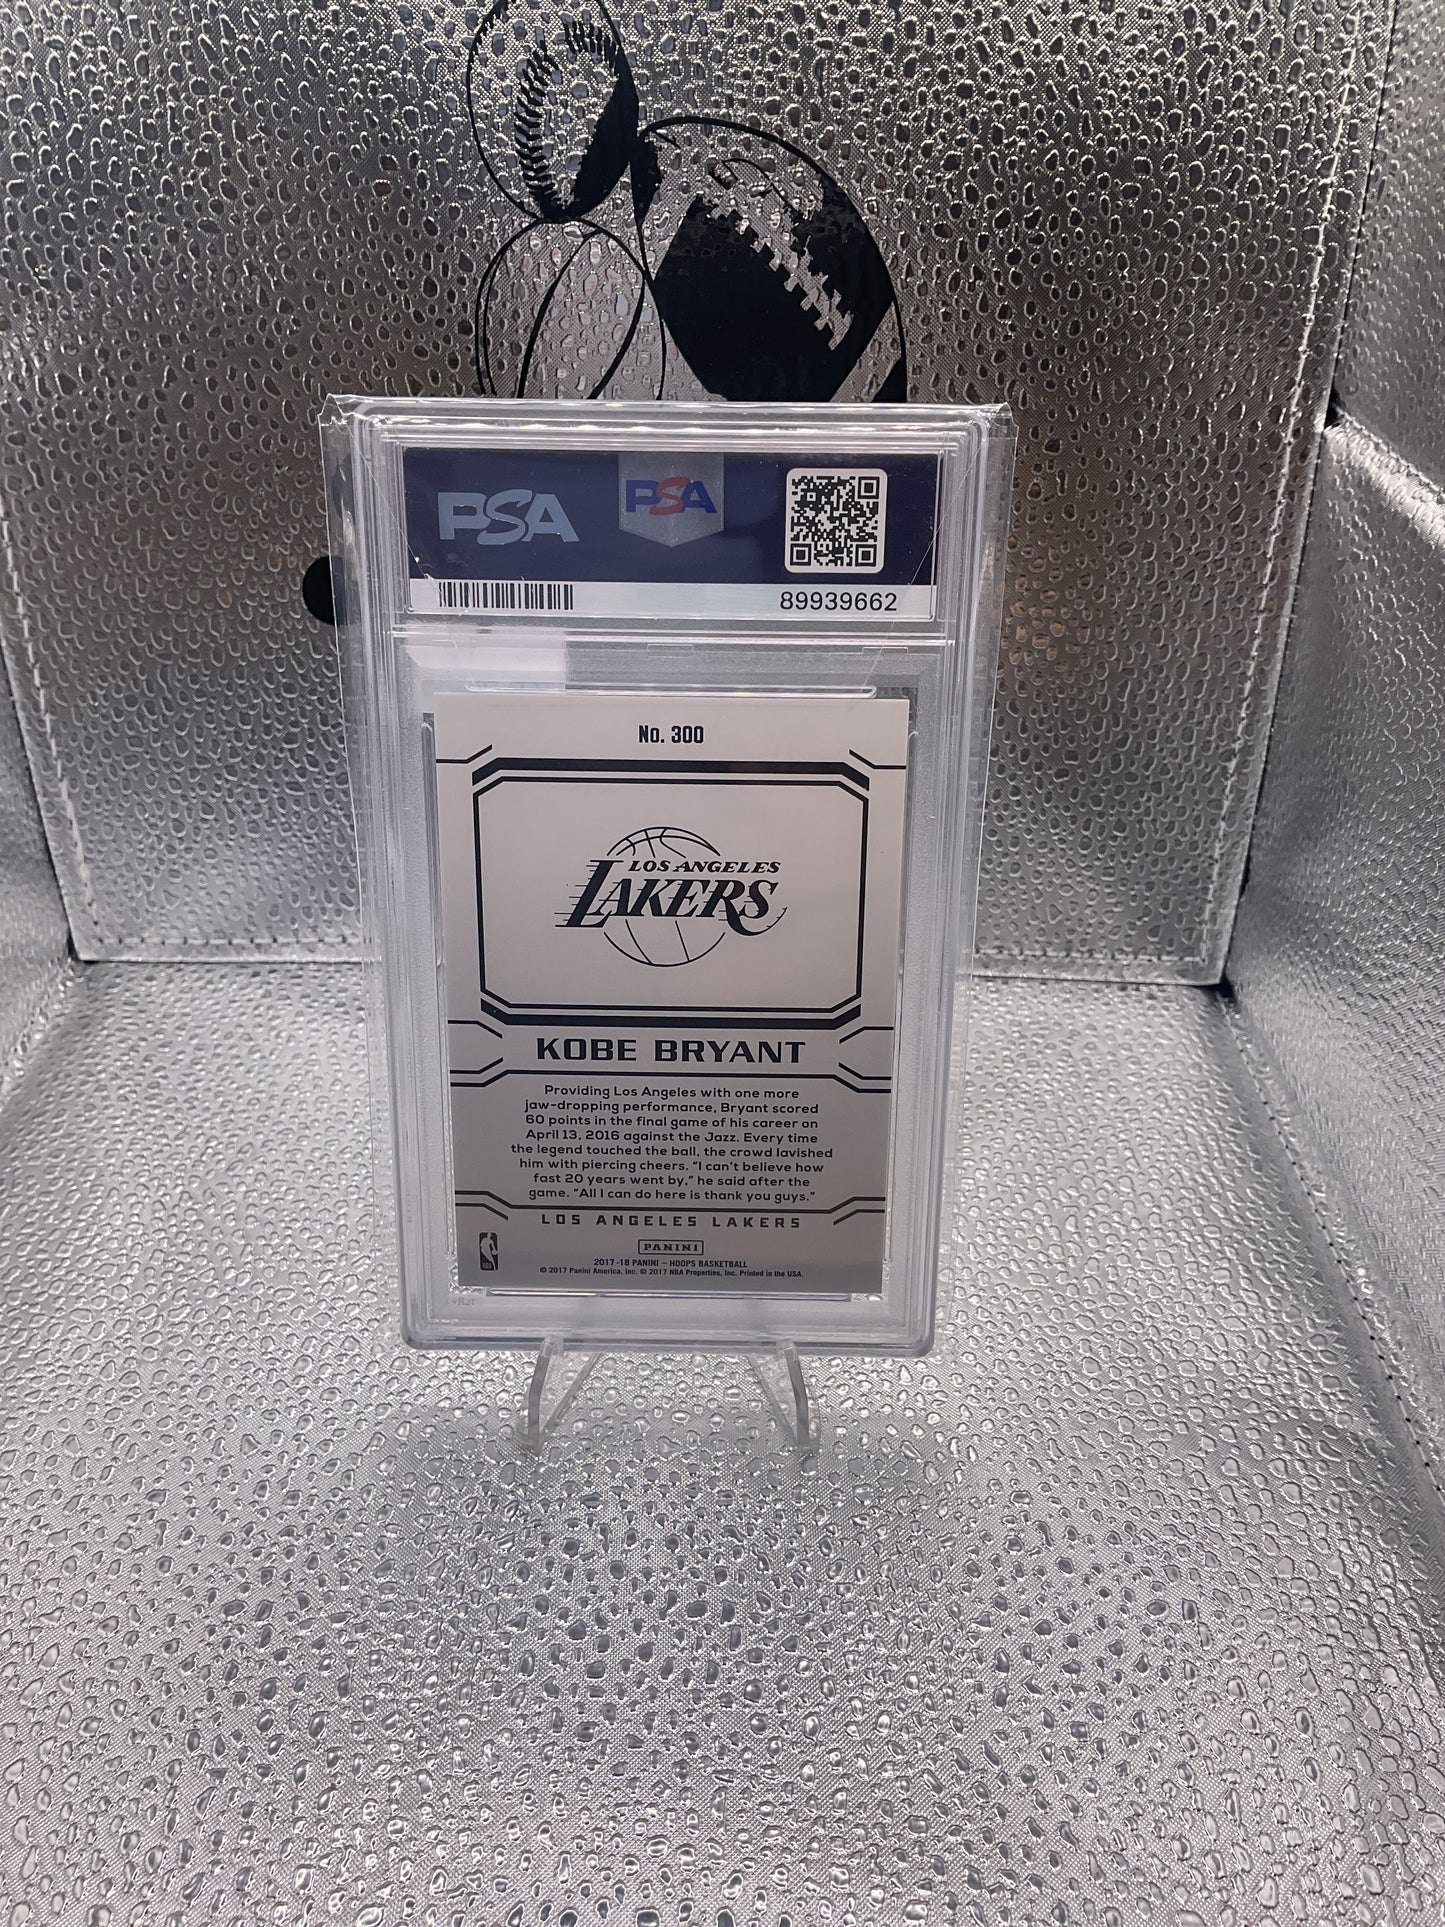 PSA
PSA
89939662
No. 300
LOS ANGELES
LAKERS
KOBE BRYANT
Providing Los Angeles with one more
jaw-dropping performance, Bryant scored
60 points in the final game of his career on
April 13, 2016 against the Jazz. Every time
the legend touched the ball, the crowd lavished
him with piercing cheers. "I can't believe how
fast 20 years went by," he said after the
game. "All I can do here is thank you guys."
LOS ANGELES LAKERS
PANINI
2017-18 PANINI – HOOPS BASKETBALL
© 2017 Panini America, Inc. © 2017 NBA Properties, Inc. Printed in the USA.